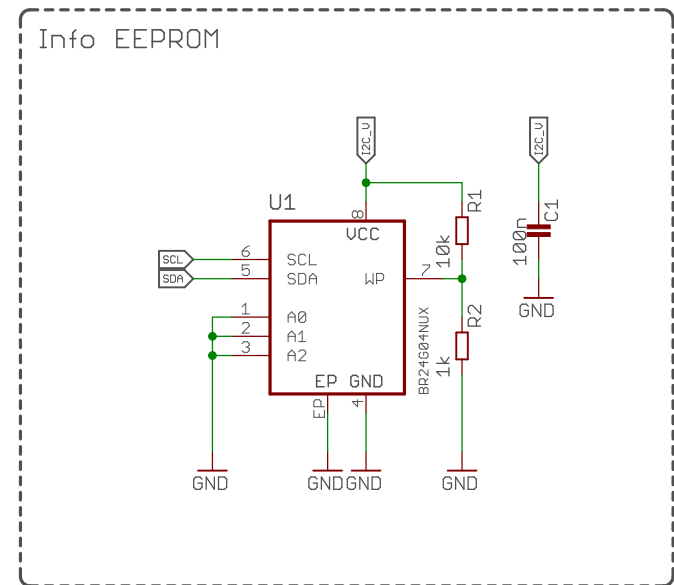 Info EEPROM
I2C_V
I2C_V
U1
8
VCC
R1
10k
C1
100n
SCL
6
SCL
SDA
5
SDA
WP
7
GND
1
A0
2
A1
3
A2
R2
1k
BR24G04NUX
EP GND
EP
4
GND
GND
GND
GND